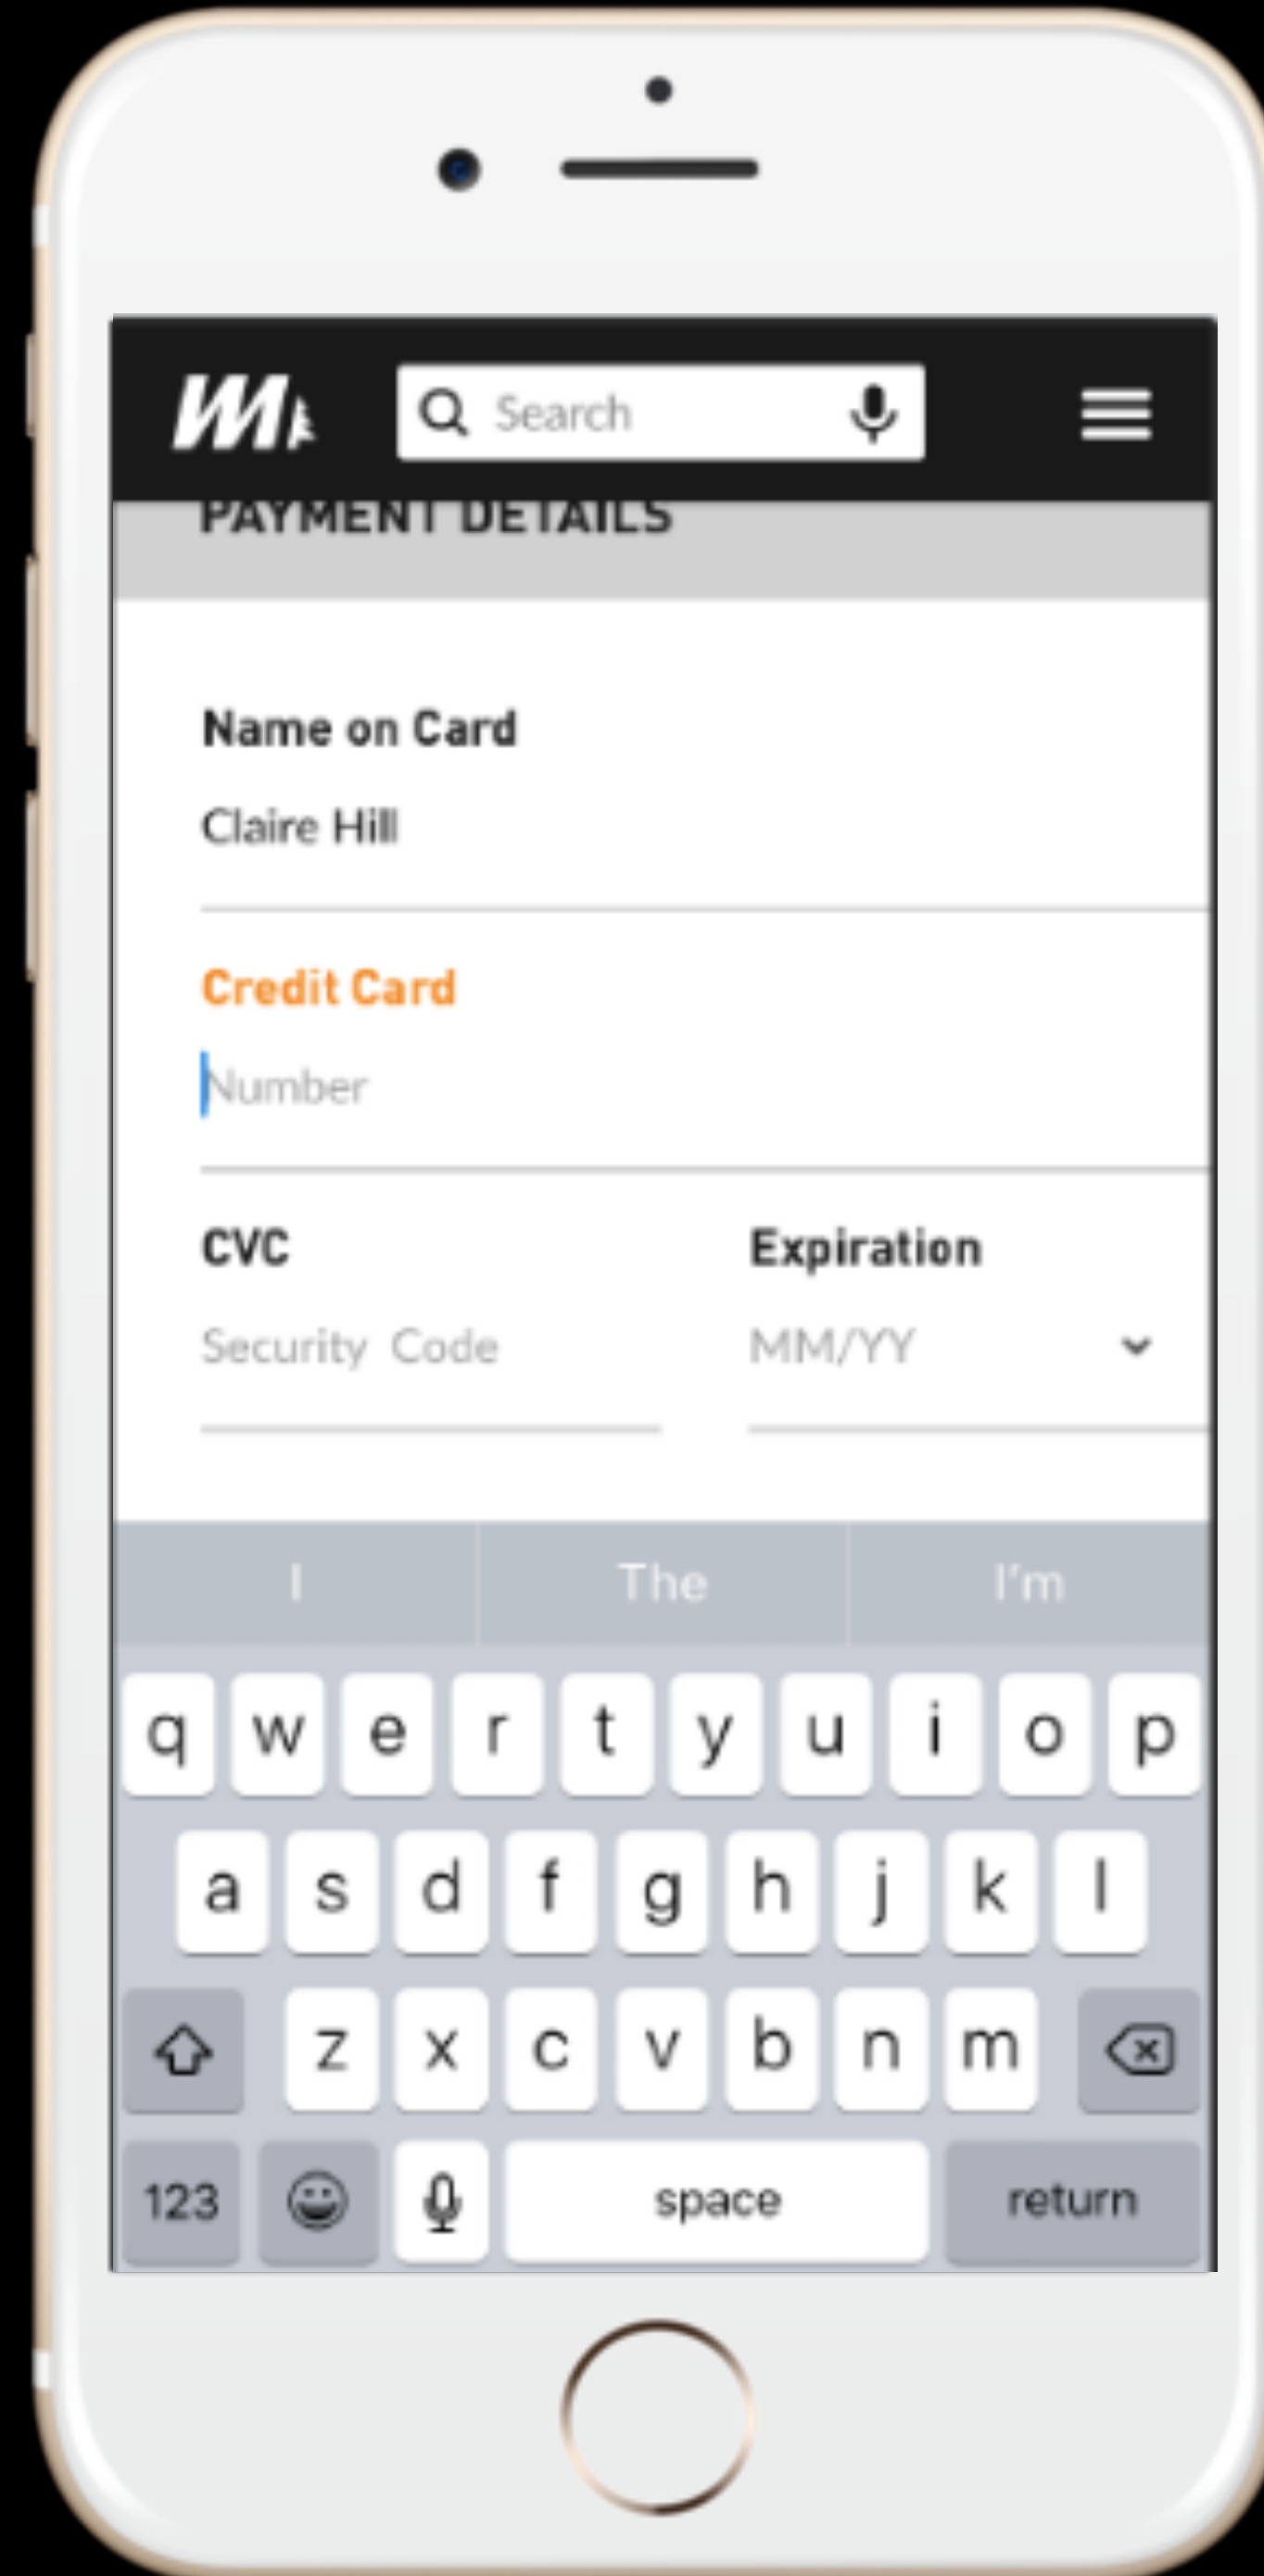 Search
PAYMENT DETAILS
Name on Card
Claire Hill
Credit Card
Number
CVC Expiration
Security Code MM/YY
I The I'm
q w e r t y u i o p
a s d f g h j k l
z x c v b n m
123 space return